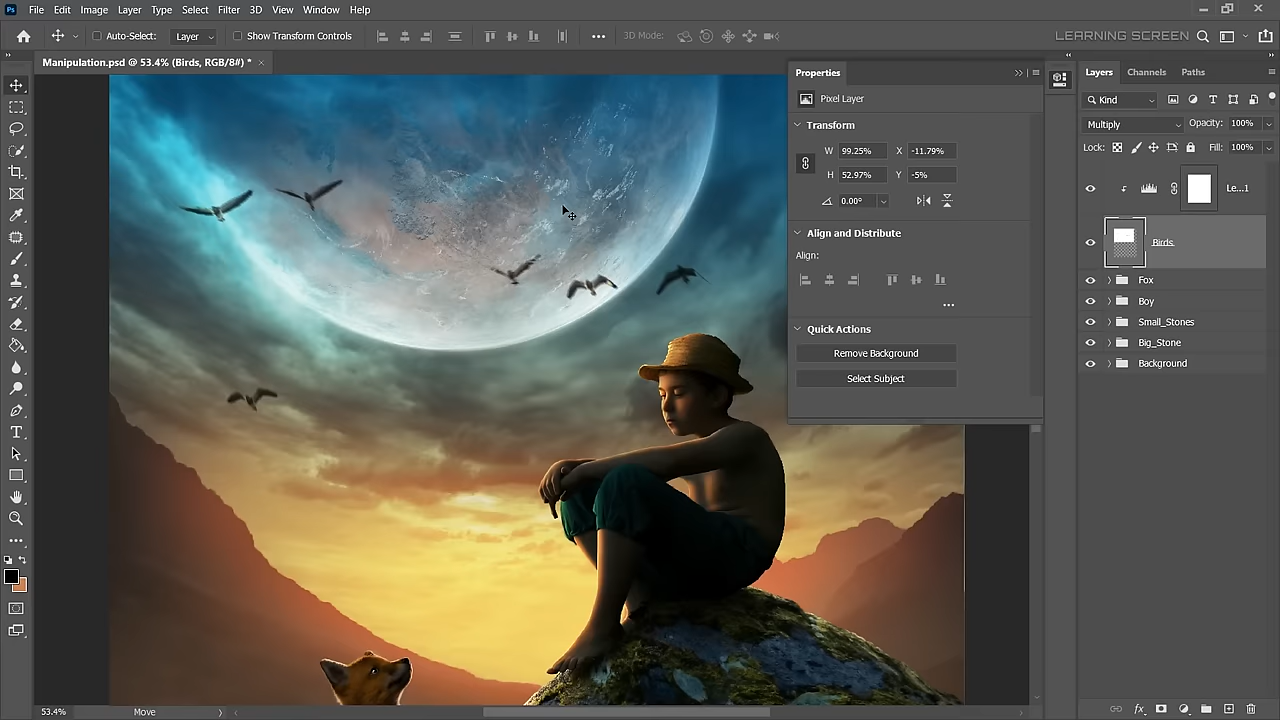 Ps File Edit Image Layer Type Select Filter 3D View Window Help
Auto-Select: Layer Show Transform Controls 3D Mode: LEARNING SCREEN
Manipulation.psd @ 53.4% (Birds, RGB/8#) *
Properties
Pixel Layer
Transform
W 99.25% X -11.79%
H 52.97% Y -5%
0.00°
Align and Distribute
Align:
Quick Actions
Remove Background
Select Subject
Layers Channels Paths
Kind
Multiply Opacity: 100%
Lock: Fill: 100%
Le...1
Birds
Fox
Boy
Small_Stones
Big_Stone
Background
53.4% Move